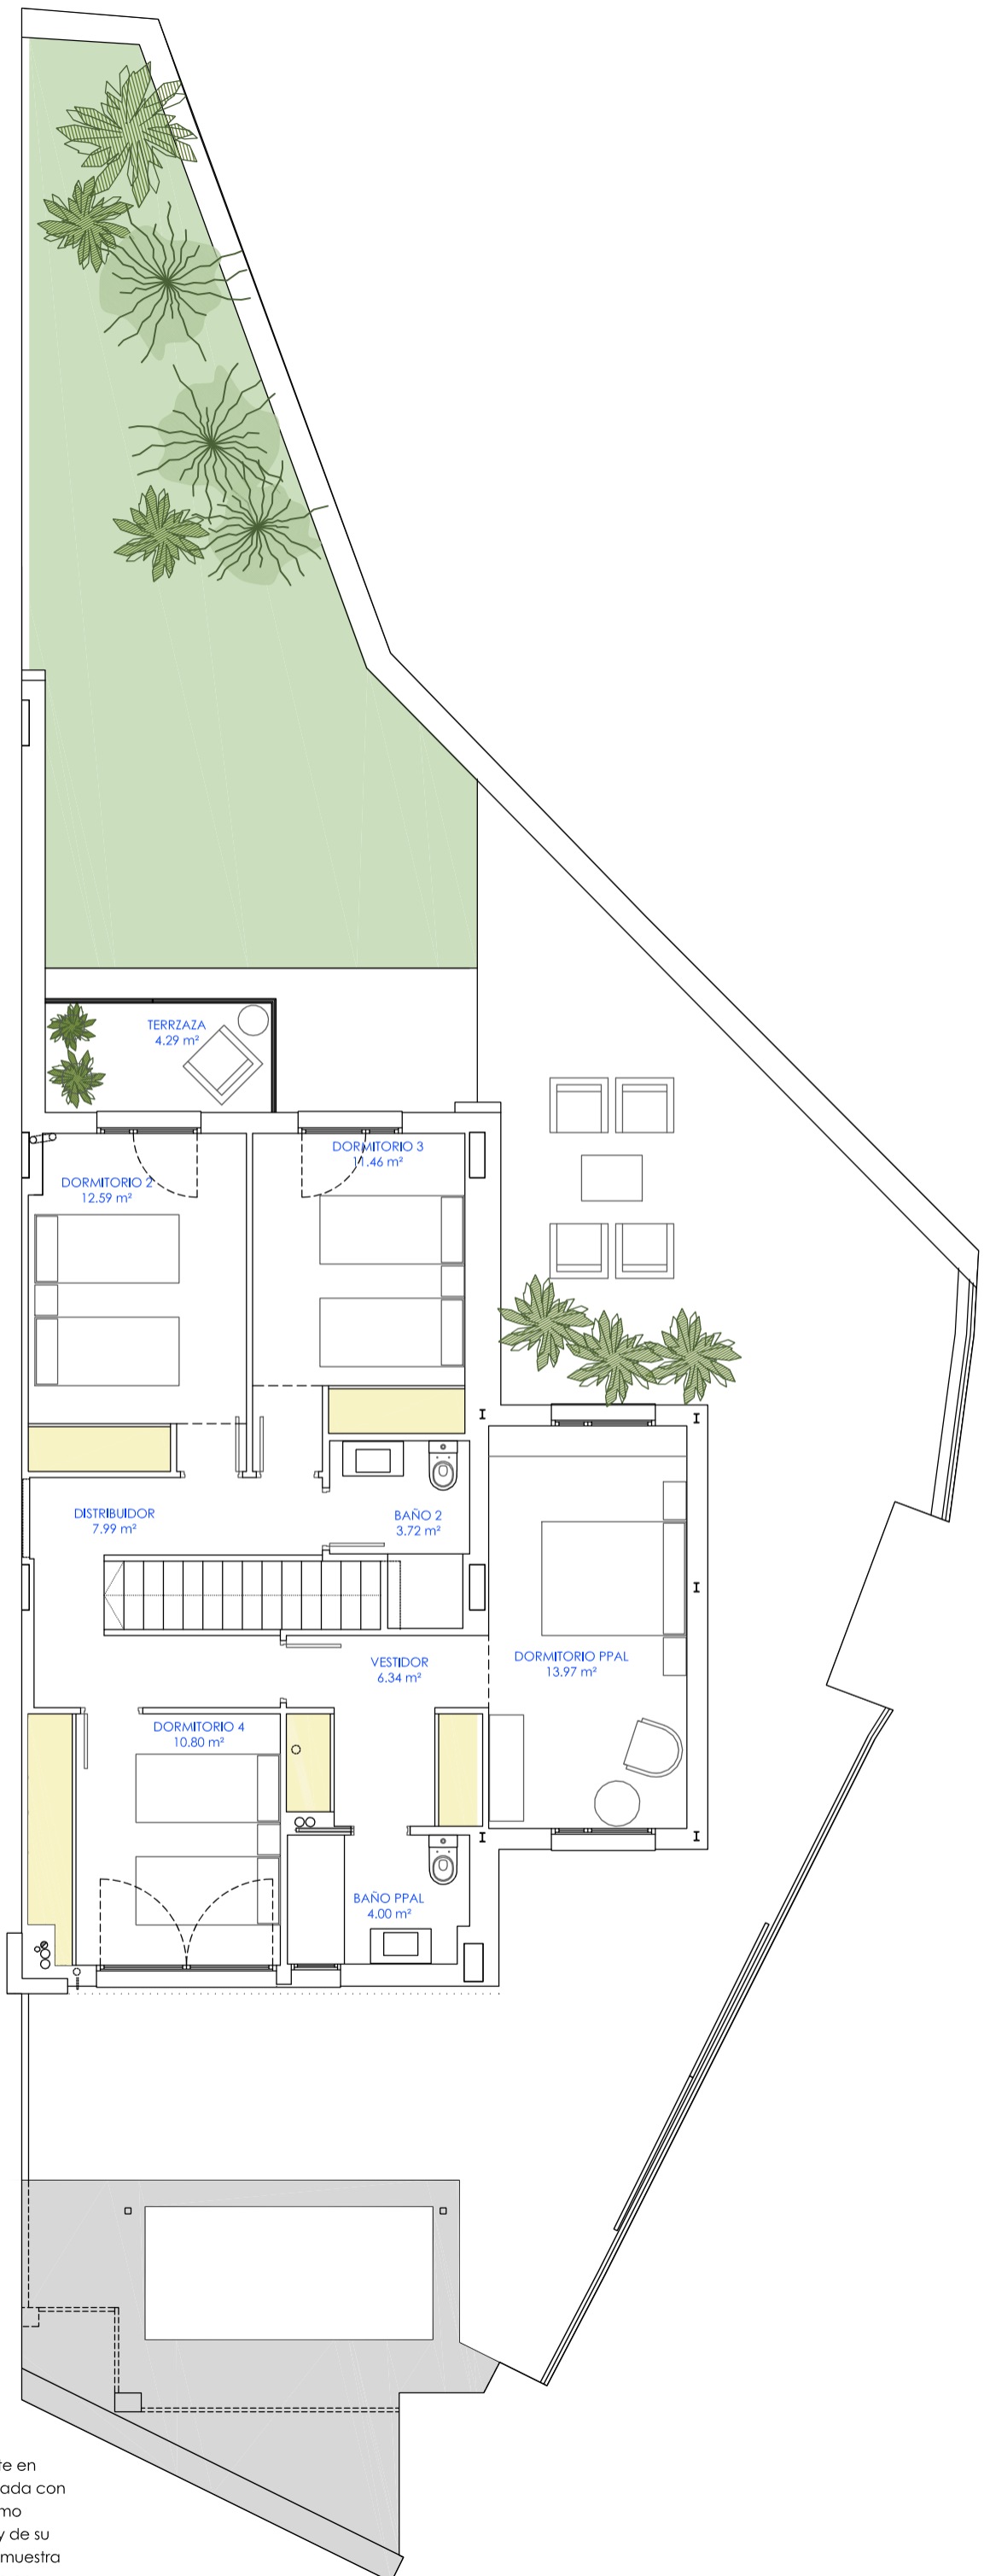 TERRZAZA
4.29 m²
DORMITORIO 3
11.46 m²
DORMITORIO 2
12.59 m²
DISTRIBUIDOR
7.99 m²
BAÑO 2
3.72 m²
VESTIDOR
6.34 m²
DORMITORIO PPAL
13.97 m²
DORMITORIO 4
10.80 m²
BAÑO PPAL
4.00 m²
te en
ada con
mo
y de su
muestra